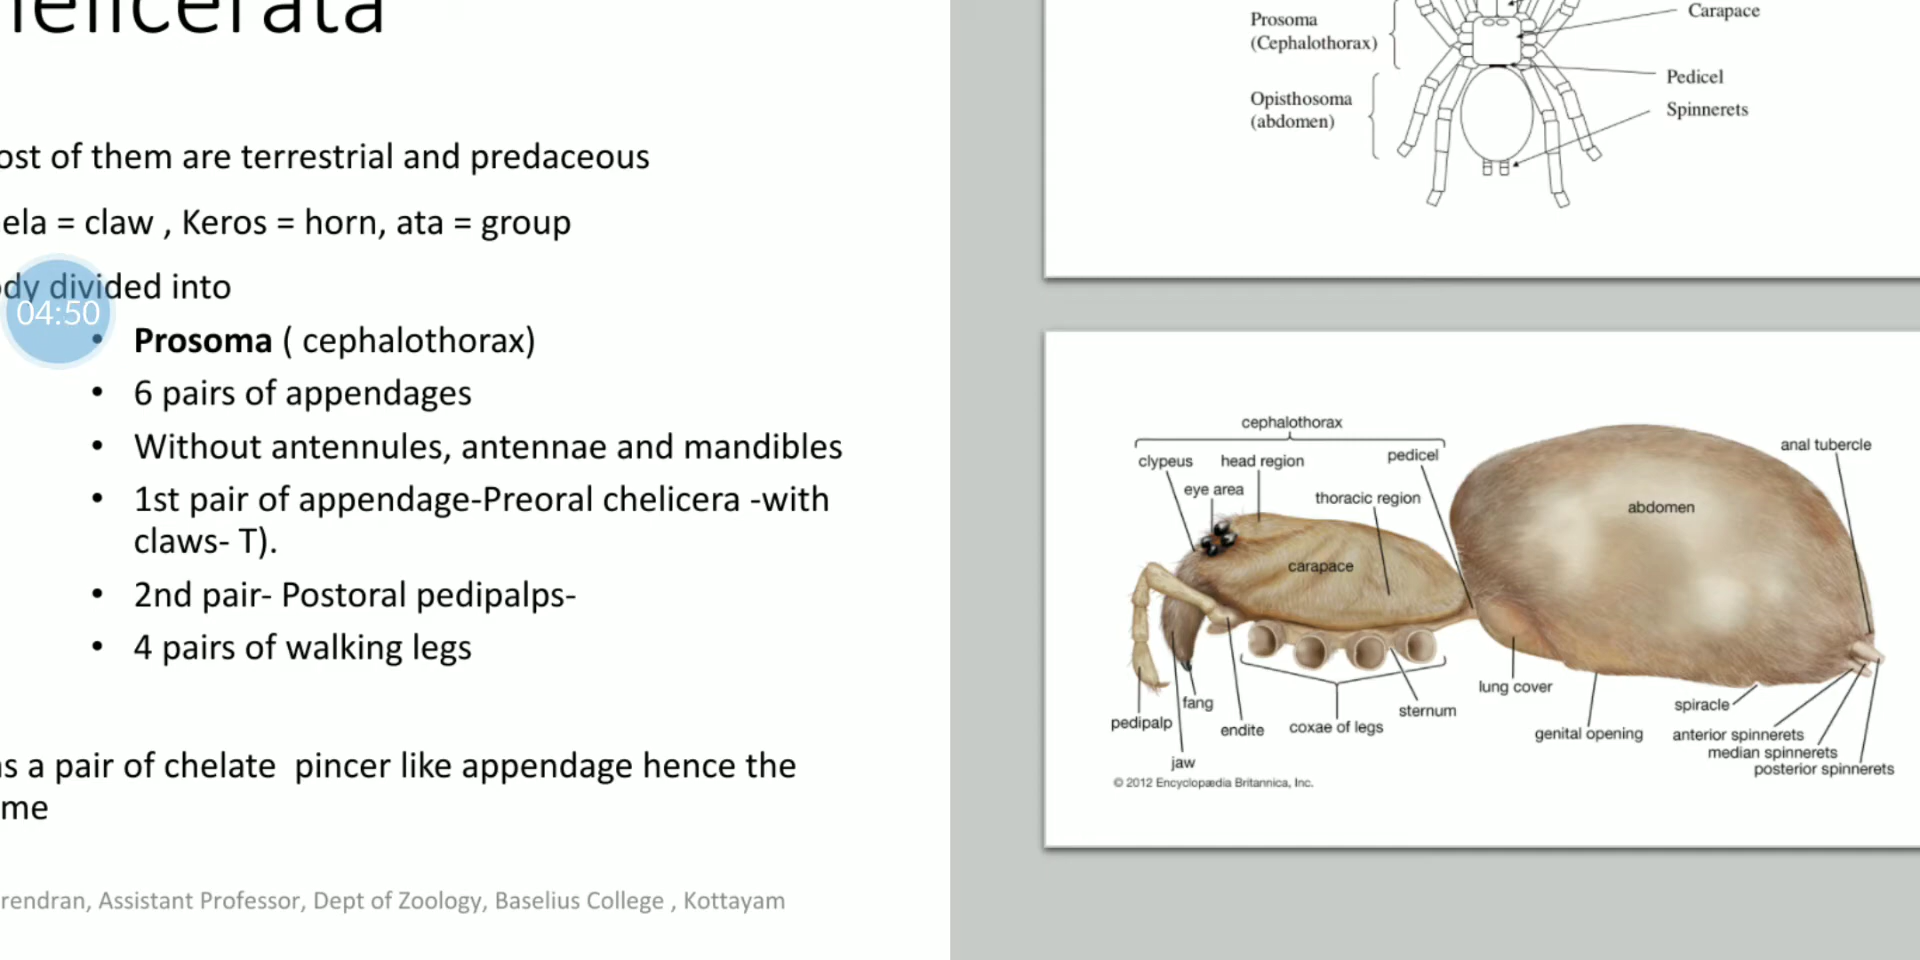 helicerata
ost of them are terrestrial and predaceous
ela = claw , Keros = horn, ata = group
ody divided into
04:50
• Prosoma ( cephalothorax)
• 6 pairs of appendages
• Without antennules, antennae and mandibles
• 1st pair of appendage-Preoral chelicera -with
claws- T).
• 2nd pair- Postoral pedipalps-
• 4 pairs of walking legs
as a pair of chelate pincer like appendage hence the
me
rendran, Assistant Professor, Dept of Zoology, Baselius College , Kottayam
Prosoma
(Cephalothorax)
Carapace
Pedicel
Opisthosoma
(abdomen)
Spinnerets
cephalothorax
clypeus
head region
pedicel
anal tubercle
eye area
thoracic region
abdomen
carapace
lung cover
fang
sternum
spiracle
pedipalp
endite
coxae of legs
genital opening
anterior spinnerets
median spinnerets
jaw
posterior spinnerets
© 2012 Encyclopædia Britannica, Inc.